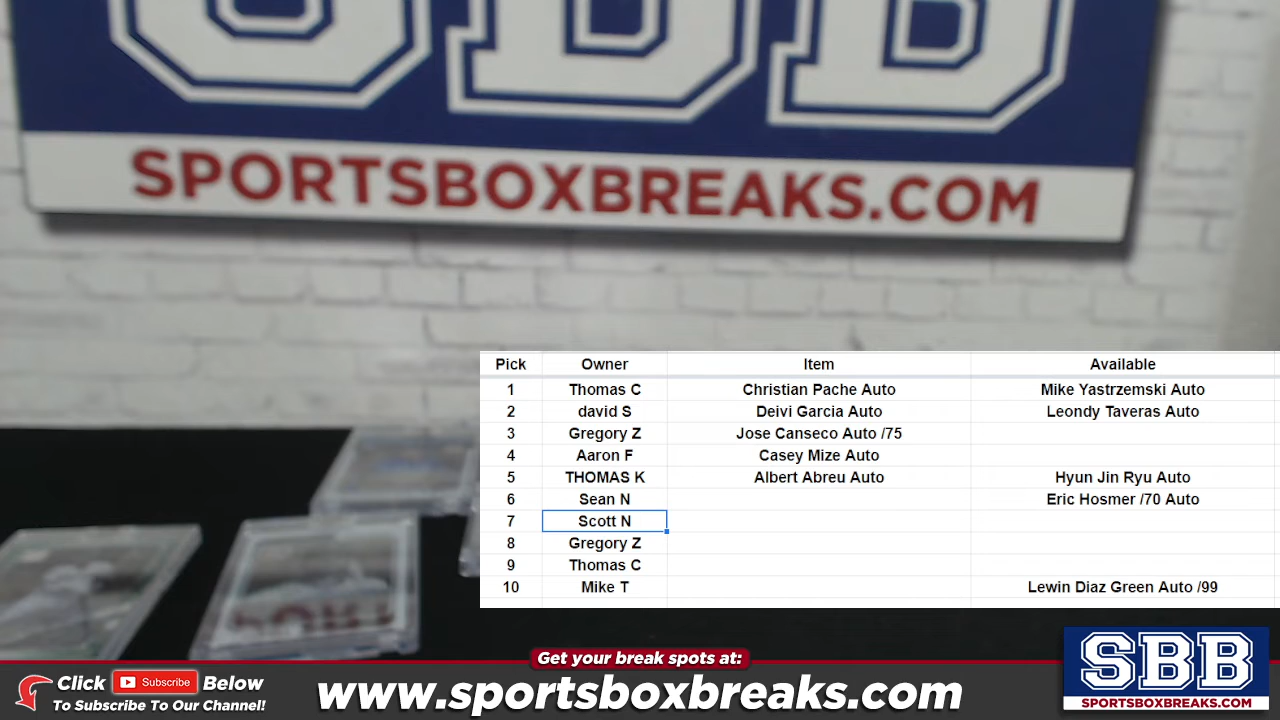 SBB
SPORTSBOXBREAKS.COM
Pick Owner Item Available
1 Thomas C Christian Pache Auto Mike Yastrzemski Auto
2 david S Deivi Garcia Auto Leondy Taveras Auto
3 Gregory Z Jose Canseco Auto /75
4 Aaron F Casey Mize Auto
5 THOMAS K Albert Abreu Auto Hyun Jin Ryu Auto
6 Sean N Eric Hosmer /70 Auto
7 Scott N
8 Gregory Z
9 Thomas C
10 Mike T Lewin Diaz Green Auto /99
Get your break spots at:
Click Subscribe Below
To Subscribe To Our Channel!
www.sportsboxbreaks.com
SBB
SPORTSBOXBREAKS.COM